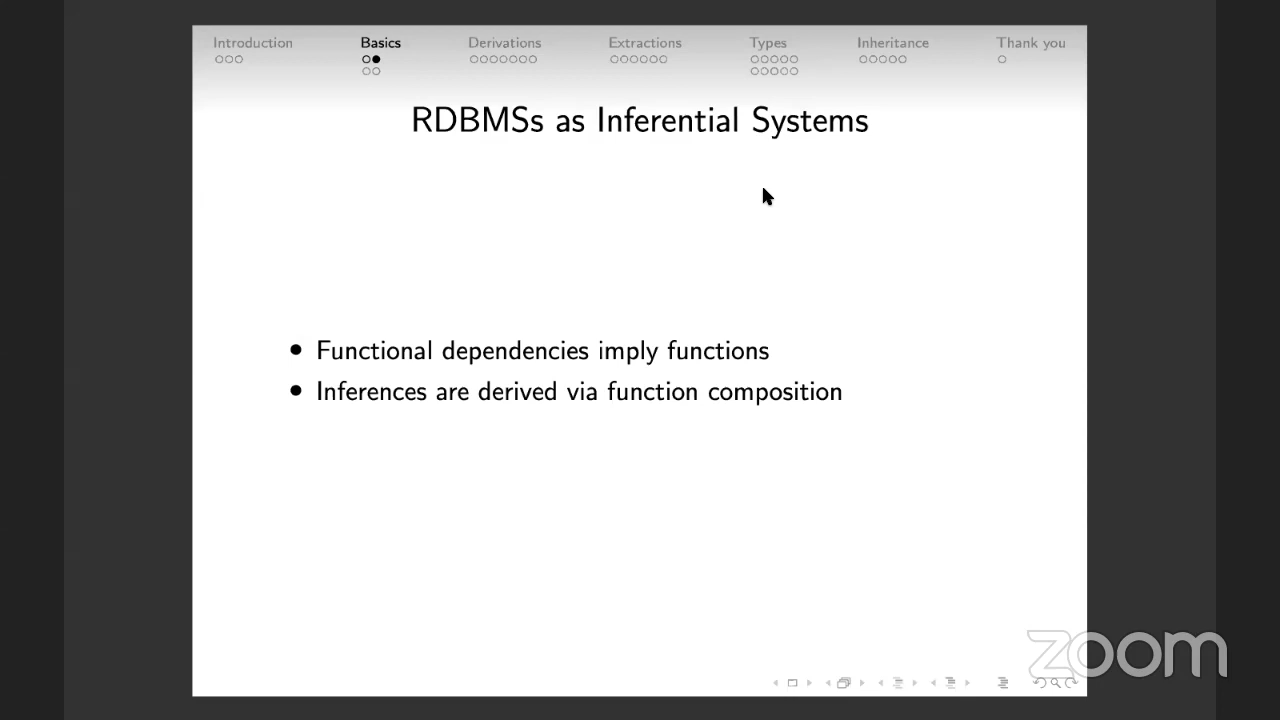 Introduction Basics Derivations Extractions Types Inheritance Thank you
RDBMSs as Inferential Systems
• Functional dependencies imply functions
• Inferences are derived via function composition
zoom